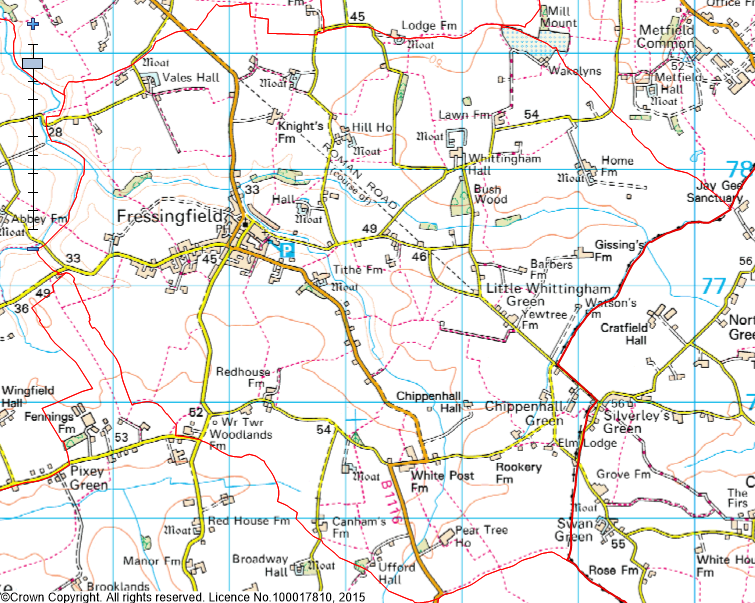 Fm
45
Lodge Fm
Moat
Mill
Mount
Office Fm
Metfield
Common
52
Metfield
Hall
Moat
Moat
Vales Hall
Moat
Wakelyns
Lawn Fm
54
28
Knight's
Fm
Hill Ho
Moat
Moat
Whittingham
Hall
Home
Fm
Moat
78
Jay Gee
Sanctuary
ROMAN ROAD
(course of)
33
Hall
Moat
Bush
Wood
Abbey Fm
Moat
Fressingfield
49
46
Gissing's
Fm
33
45
P
Tithe Fm
Moat
Barbers
Fm
56
77
49
36
Little Whittingham
Green
Yewtree
Fm
Watson's
Fm
Cratfield
Hall
Redhouse
Fm
Wingfield
Hall
Fennings
Fm
Chippenhall
Hall
Chippenhall
Green
561
Silverley's
Green
52
Wr Twr
Woodlands
Fm
53
54
Elm Lodge
Pixey
Green
Moat
White Post
Fm
Rookery
Fm
Grove Fm
The
Firs
B1116
Moat
Swan
Green
55
Moat
Red House Fm
Canham's
Fm
Pear Tree
Ho
Manor Fm
Broadway
Hall
Moat
Ufford
Hall
Rose Fm
Brooklands
©Crown Copyright. All rights reserved. Licence No.100017810, 2015